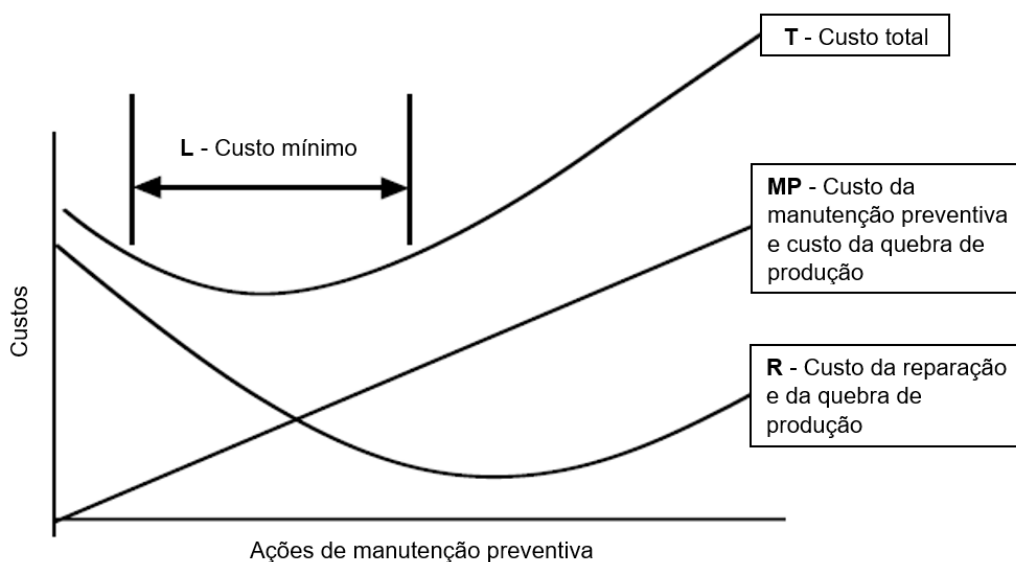 T - Custo total
L - Custo mínimo
MP - Custo da
manutenção preventiva
e custo da quebra de
produção
Custos
R - Custo da reparação
e da quebra de
produção
Ações de manutenção preventiva